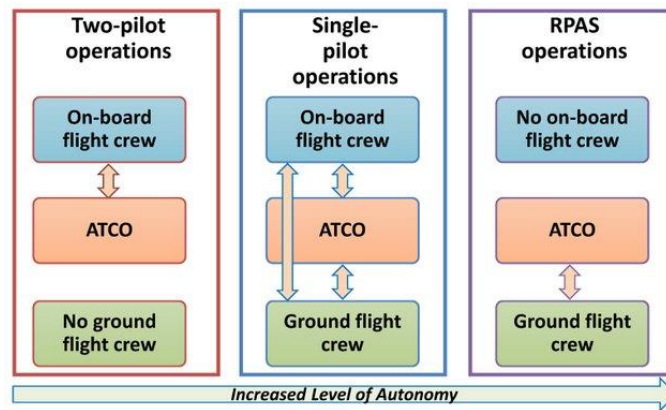 Two-pilot
operations
On-board
flight crew
ATCO
No ground
flight crew
Single-
pilot
operations
On-board
flight crew
ATCO
Ground flight
crew
RPAS
operations
No on-board
flight crew
ATCO
Ground flight
crew
Increased Level of Autonomy